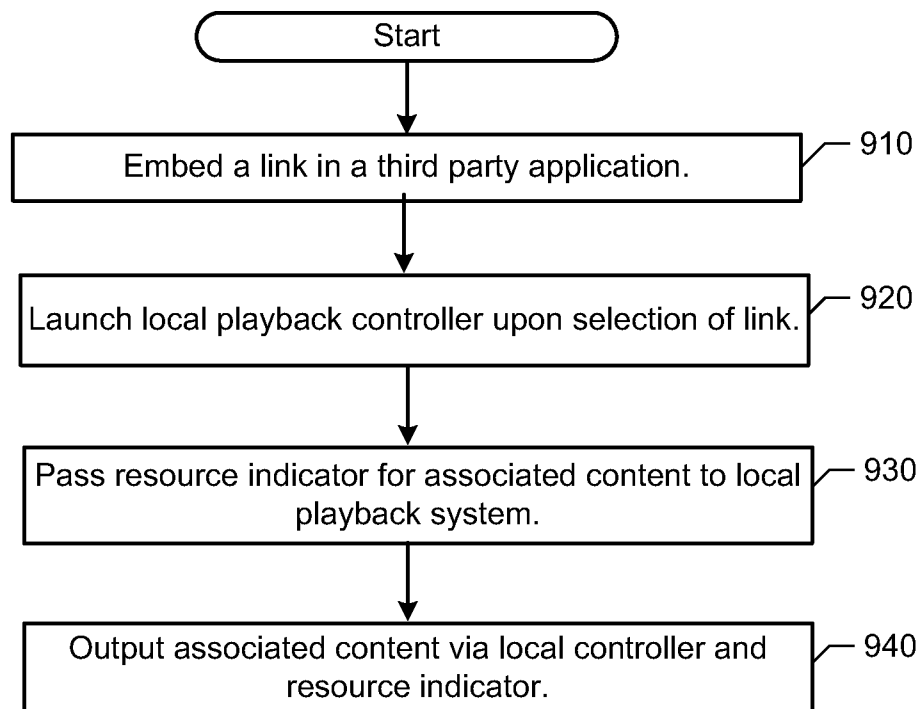 Start
Embed a link in a third party application.
910
Launch local playback controller upon selection of link.
920
Pass resource indicator for associated content to local
playback system.
930
Output associated content via local controller and
resource indicator.
940